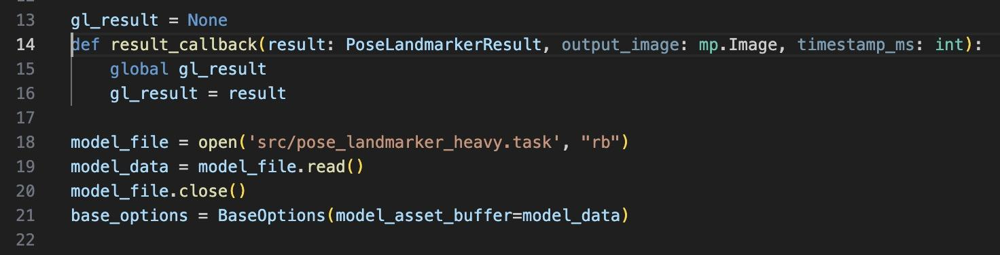 13 gl_result = None
14 def result_callback(result: PoseLandmarkerResult, output_image: mp.Image, timestamp_ms: int):
15     global gl_result
16     gl_result = result
17
18 model_file = open('src/pose_landmarker_heavy.task', "rb")
19 model_data = model_file.read()
20 model_file.close()
21 base_options = BaseOptions(model_asset_buffer=model_data)
22